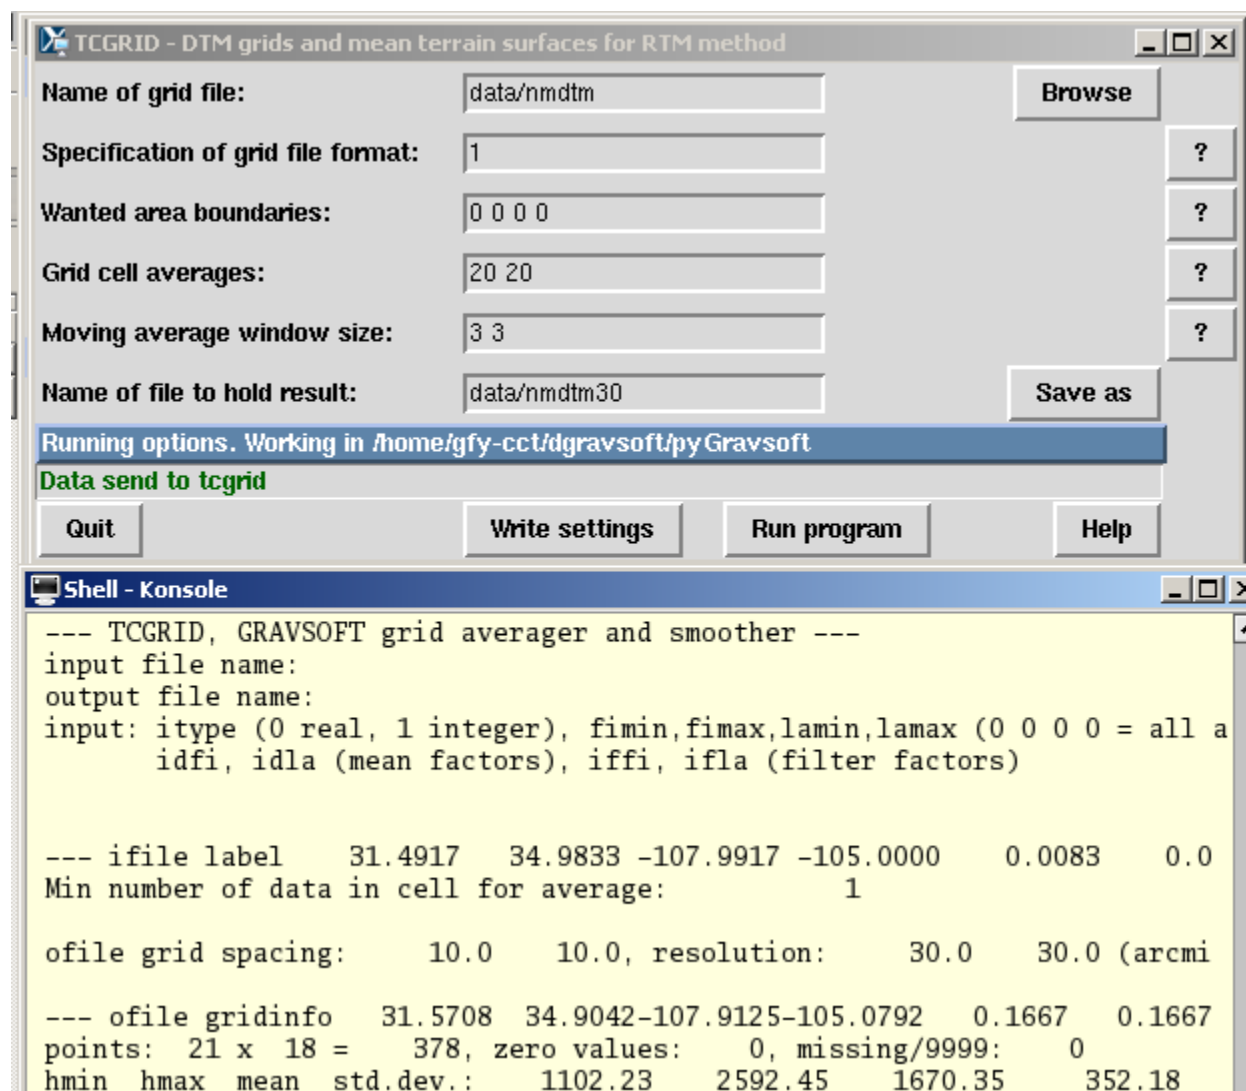 TCGRID - DTM grids and mean terrain surfaces for RTM method
Name of grid file: data/nmdtm Browse
Specification of grid file format: 1 ?
Wanted area boundaries: 0 0 0 0 ?
Grid cell averages: 20 20 ?
Moving average window size: 3 3 ?
Name of file to hold result: data/nmdtm30 Save as
Running options. Working in /home/gfy-cct/dgravsoft/pyGravsoft
Data send to tcgrid
Quit Write settings Run program Help
Shell - Konsole
--- TCGRID, GRAVSOFT grid averager and smoother ---
input file name:
output file name:
input: itype (0 real, 1 integer), fimin,fimax,lamin,lamax (0 0 0 0 = all a
idfi, idla (mean factors), iffi, ifla (filter factors)
--- ifile label 31.4917 34.9833 -107.9917 -105.0000 0.0083 0.0
Min number of data in cell for average: 1
ofile grid spacing: 10.0 10.0, resolution: 30.0 30.0 (arcmi
--- ofile gridinfo 31.5708 34.9042-107.9125-105.0792 0.1667 0.1667
points: 21 x 18 = 378, zero values: 0, missing/9999: 0
hmin hmax mean std.dev.: 1102.23 2592.45 1670.35 352.18